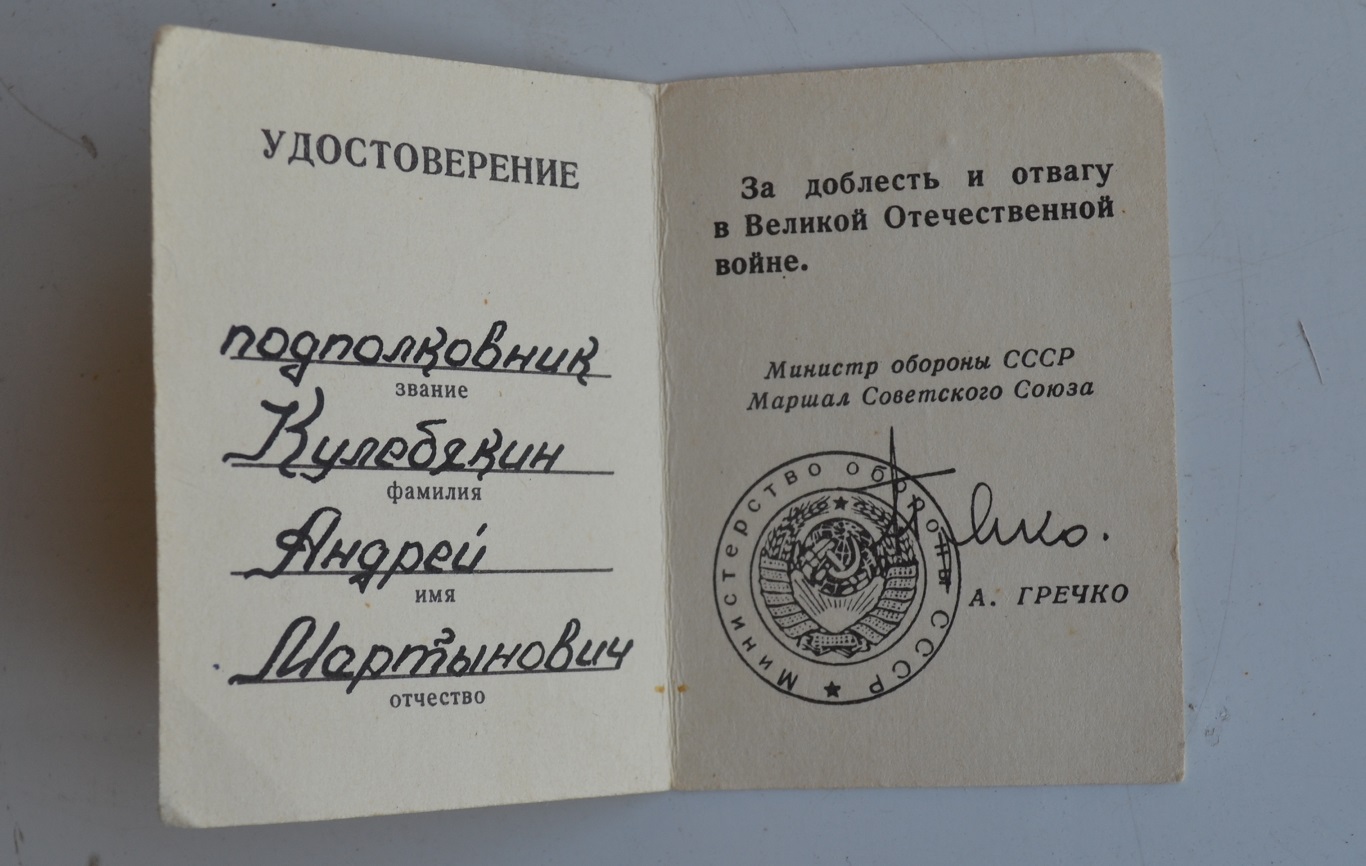 УДОСТОВЕРЕНИЕ
подполковник
звание
Кулебякин
фамилия
Андрей
имя
Мартынович
отчество
За доблесть и отвагу
в Великой Отечественной
войне.
Министр обороны СССР
Маршал Советского Союза
Министерство обороны СССР
А. ГРЕЧКО